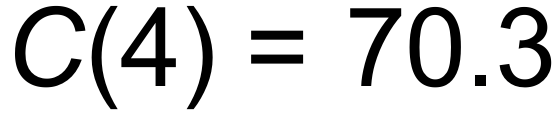 C(4) = 70.3